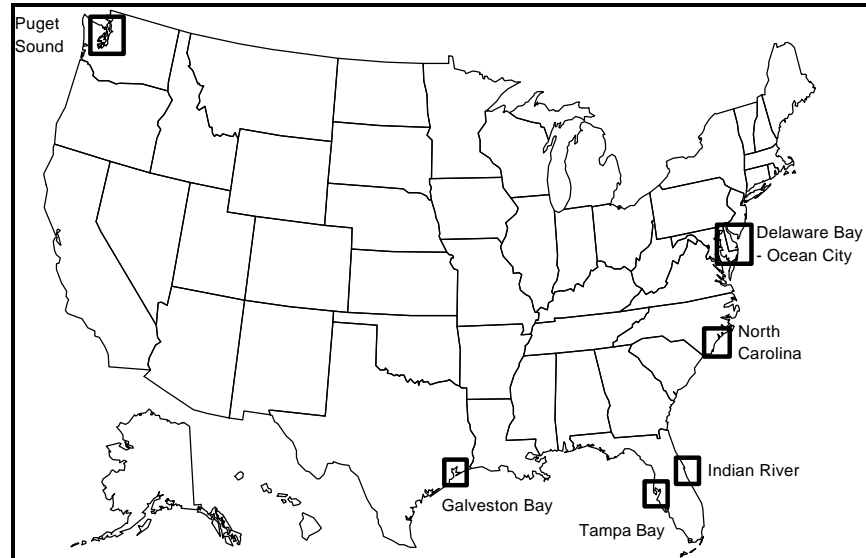 Puget
Sound
Delaware Bay
- Ocean City
North
Carolina
Indian River
Galveston Bay
Tampa Bay